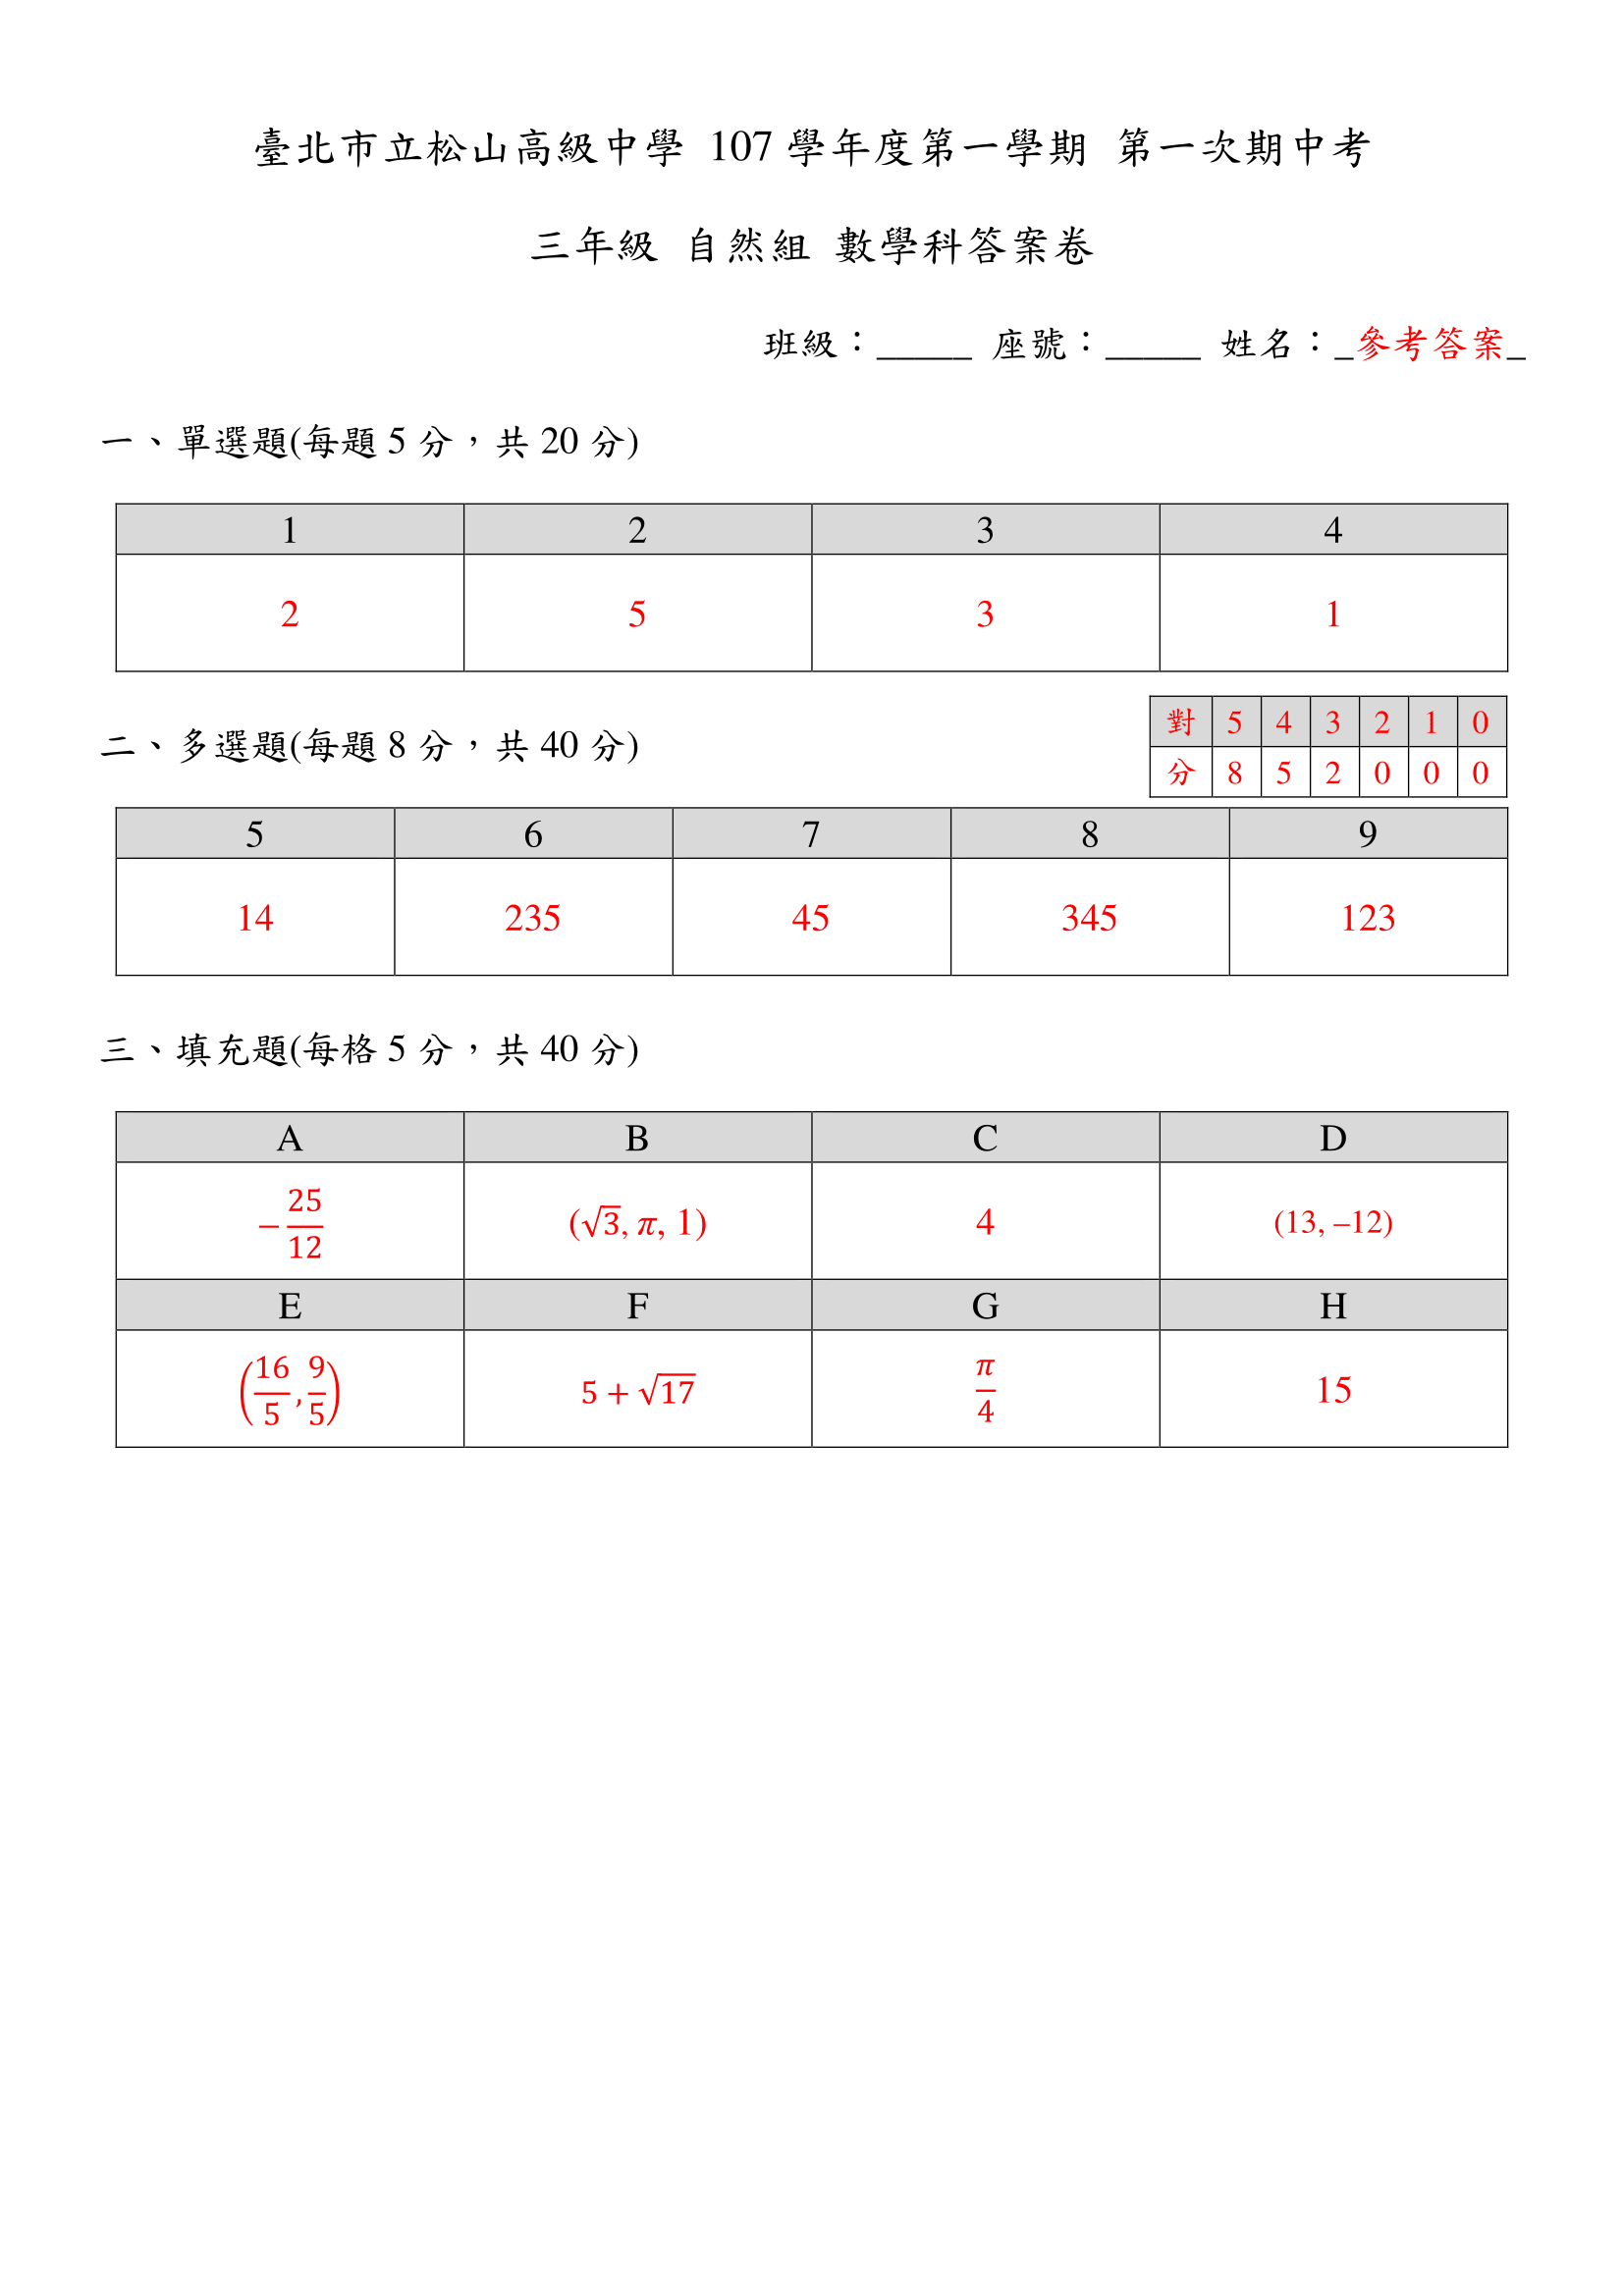 臺北市立松山高級中學 107 學年度第一學期 第一次期中考
三年級 自然組 數學科答案卷
班級：_____ 座號：_____ 姓名：_參考答案_
一、單選題(每題 5 分，共 20 分)
1 2 3 4
2 5 3 1
二、多選題(每題 8 分，共 40 分)
對 5 4 3 2 1 0
分 8 5 2 0 0 0
5 6 7 8 9
14 235 45 345 123
三、填充題(每格 5 分，共 40 分)
A B C D
−25/12 (√3, π, 1) 4 (13, –12)
E F G H
(16/5, 9/5) 5 + √17 π/4 15